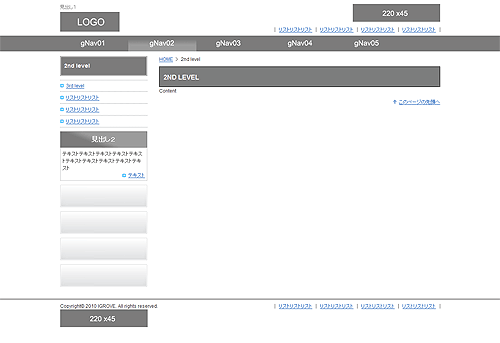 見出し1
LOGO
220 x45
| リストリストリスト | リストリストリスト | リストリストリスト | リストリストリスト |
gNav01 gNav02 gNav03 gNav04 gNav05
2nd level
HOME > 2nd level
2ND LEVEL
Content
このページの先頭へ
3rd level
リストリストリスト
リストリストリスト
リストリストリスト
見出し2
テキストテキストテキストテキストテキス
トテキストテキストテキストテキストテキ
スト
テキスト
Copyright© 2010 IGROVE. All rights reserved.
| リストリストリスト | リストリストリスト | リストリストリスト | リストリストリスト |
220 x45